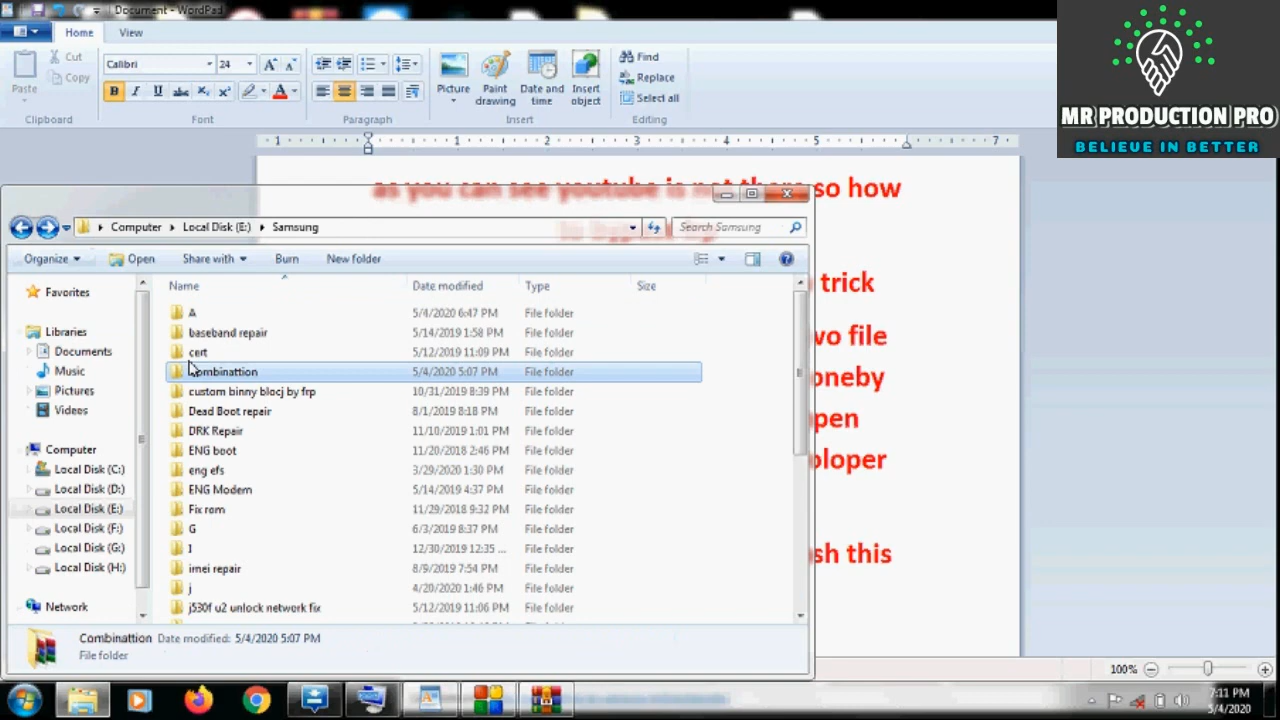 Document - WordPad
Home View
Cut
Copy
Paste
Clipboard
Calibri 24
Font
Paragraph
Picture
Paint drawing
Date and time
Insert object
Insert
Find
Replace
Select all
Editing
MR PRODUCTION PRO
BELIEVE IN BETTER
1 1 2 3 4 5 7
as you can see youtube is not there so how
trick
file
oneby
pen
oloper
sh this
Computer Local Disk (E:) Samsung
Search Samsung
Organize Open Share with Burn New folder
Name Date modified Type Size
Favorites
Libraries
Documents
Music
Pictures
Videos
Computer
Local Disk (C:)
Local Disk (D:)
Local Disk (E:)
Local Disk (F:)
Local Disk (G:)
Local Disk (H:)
Network
A 5/4/2020 6:47 PM File folder
baseband repair 5/14/2019 1:58 PM File folder
cert 5/12/2019 11:09 PM File folder
ombinattion 5/4/2020 5:07 PM File folder
custom binny blocj by frp 10/31/2019 8:39 PM File folder
Dead Boot repair 8/1/2019 8:18 PM File folder
DRK Repair 11/10/2019 1:01 PM File folder
ENG boot 11/20/2018 2:46 PM File folder
eng efs 3/29/2020 1:30 PM File folder
ENG Modem 5/14/2019 4:37 PM File folder
Fix rom 11/29/2018 9:32 PM File folder
G 6/3/2019 8:37 PM File folder
I 12/30/2019 12:35 ... File folder
imei repair 8/9/2019 7:54 PM File folder
j 4/20/2020 1:46 PM File folder
j530f u2 unlock network fix 5/12/2019 11:06 PM File folder
Combinattion Date modified: 5/4/2020 5:07 PM
File folder
100%
7:11 PM
5/4/2020